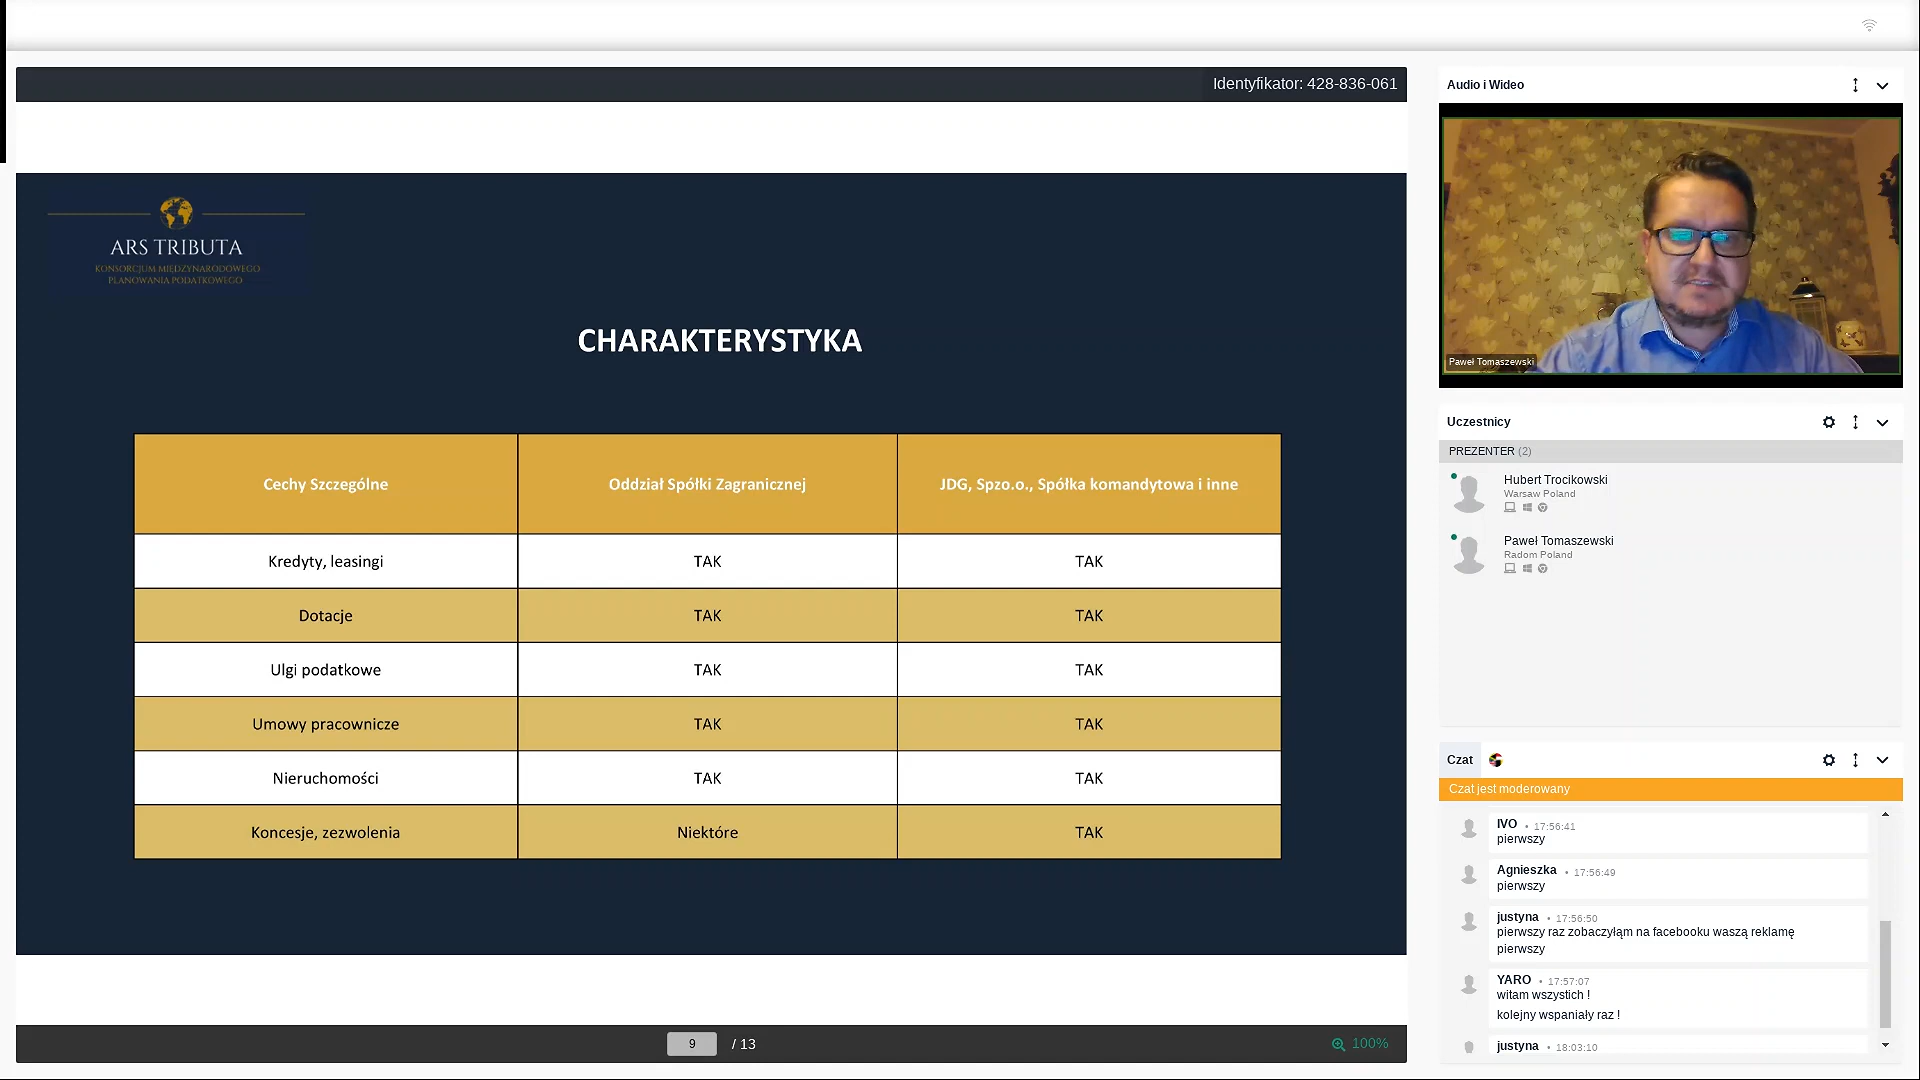 Identyfikator: 428-836-061
ARS TRIBUTA
KONSORCJUM MIĘDZYNARODOWEGO
PLANOWANIA PODATKOWEGO
CHARAKTERYSTYKA
Cechy Szczególne
Oddział Spółki Zagranicznej
JDG, Spzo.o., Spółka komandytowa i inne
Kredyty, leasingi
TAK
TAK
Dotacje
TAK
TAK
Ulgi podatkowe
TAK
TAK
Umowy pracownicze
TAK
TAK
Nieruchomości
TAK
TAK
Koncesje, zezwolenia
Niektóre
TAK
9 / 13
100%
Audio i Wideo
Paweł Tomaszewski
Uczestnicy
PREZENTER (2)
Hubert Trocikowski
Warsaw Poland
Paweł Tomaszewski
Radom Poland
Czat
Czat jest moderowany
IVO • 17:56:41
pierwszy
Agnieszka • 17:56:49
pierwszy
justyna • 17:56:50
pierwszy raz zobaczyłąm na facebooku waszą reklamę
pierwszy
YARO • 17:57:07
witam wszystich !
kolejny wspaniały raz !
justyna • 18:03:10